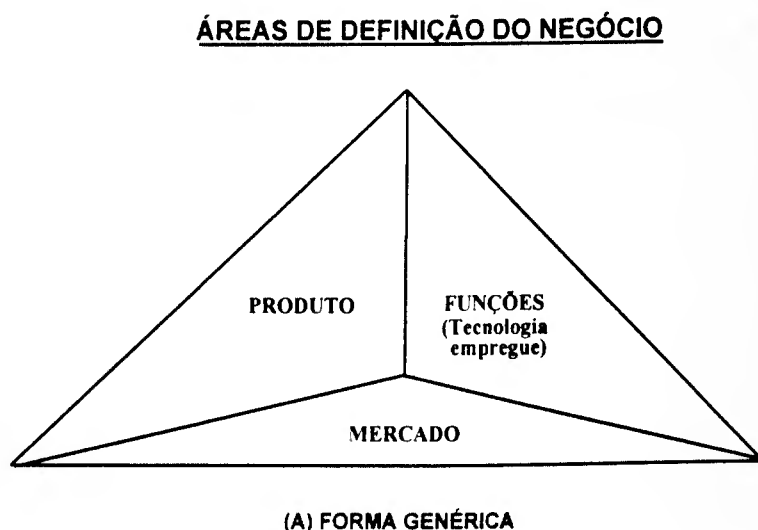 ÁREAS DE DEFINIÇÃO DO NEGÓCIO
PRODUTO
FUNÇÕES
(Tecnologia
empregue)
MERCADO
(A) FORMA GENÉRICA